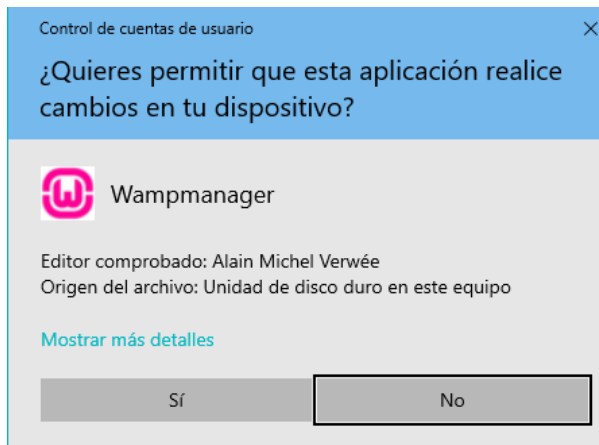 Control de cuentas de usuario
¿Quieres permitir que esta aplicación realice
cambios en tu dispositivo?
Wampmanager
Editor comprobado: Alain Michel Verwée
Origen del archivo: Unidad de disco duro en este equipo
Mostrar más detalles
Sí
No